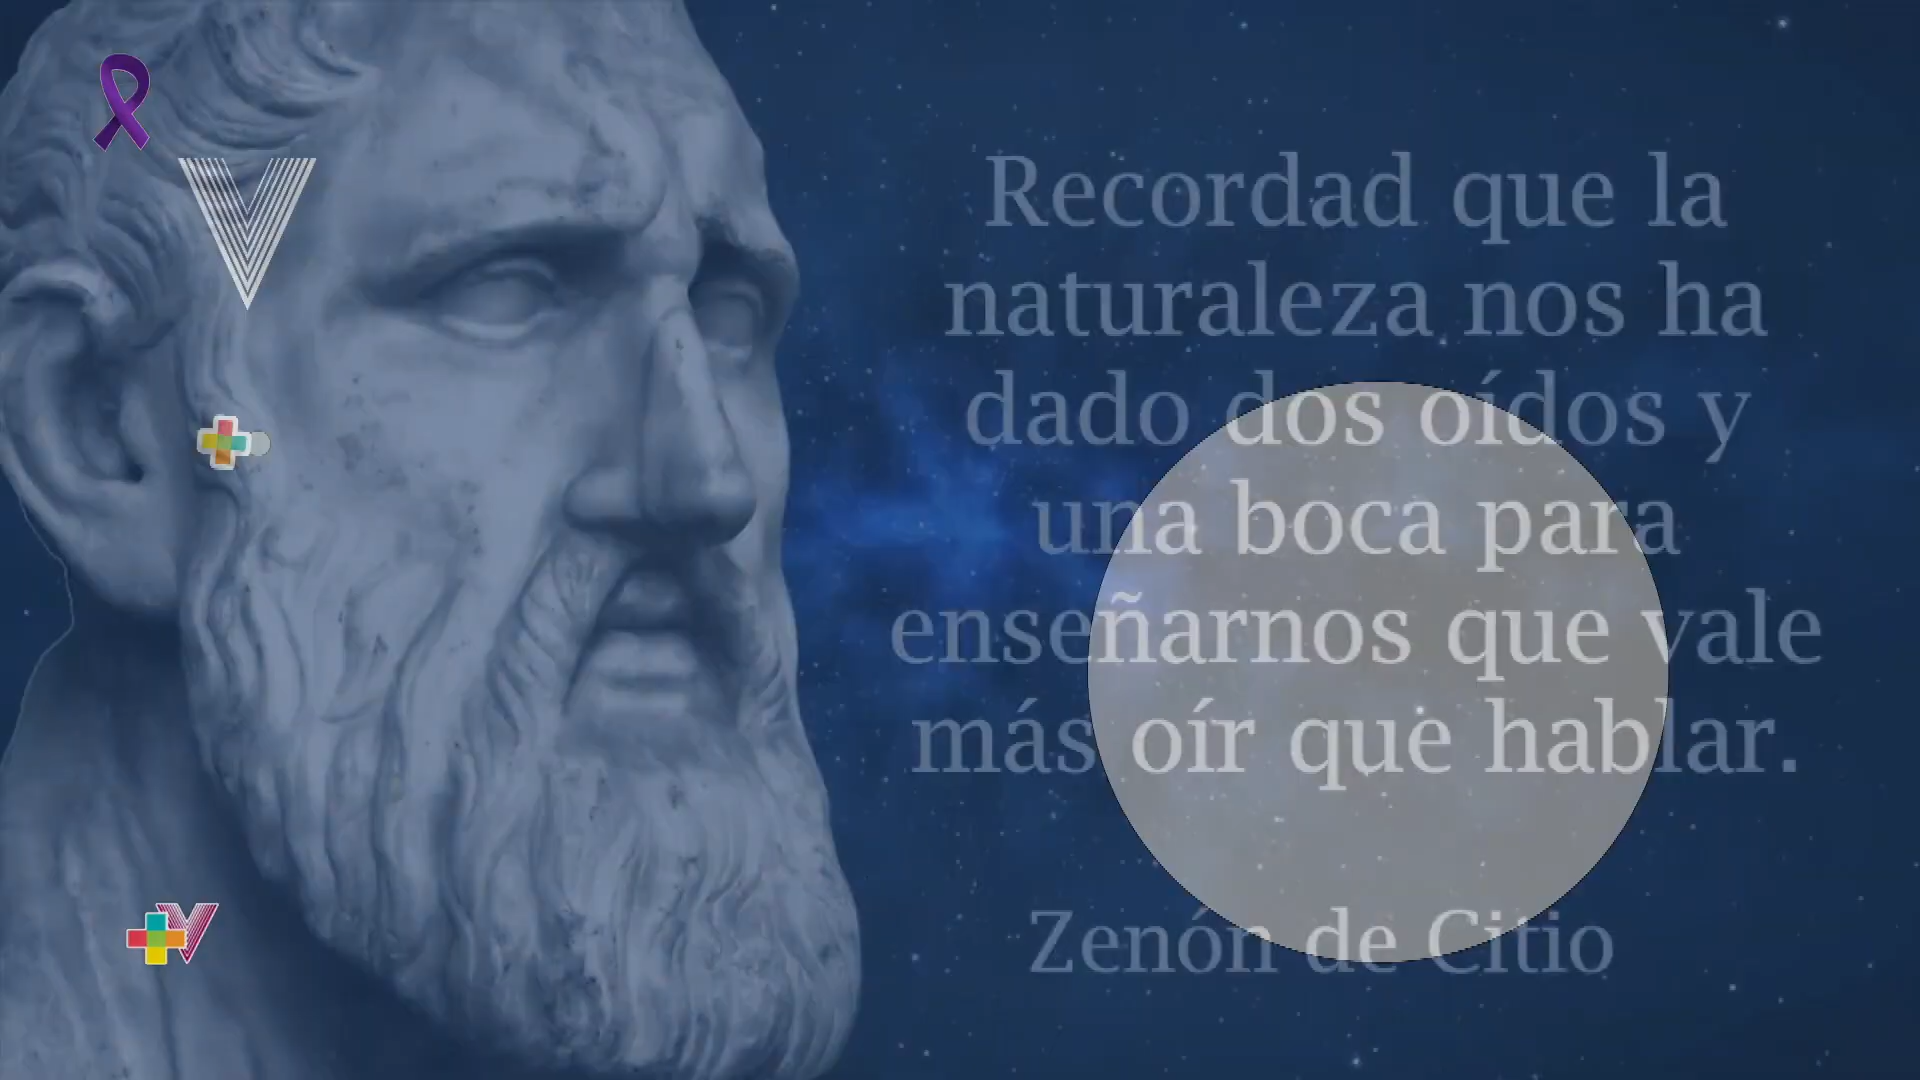 Recordad que la
naturaleza nos ha
dado dos oídos y
una boca para
enseñarnos que vale
más oír que hablar.
Zenón de Citio